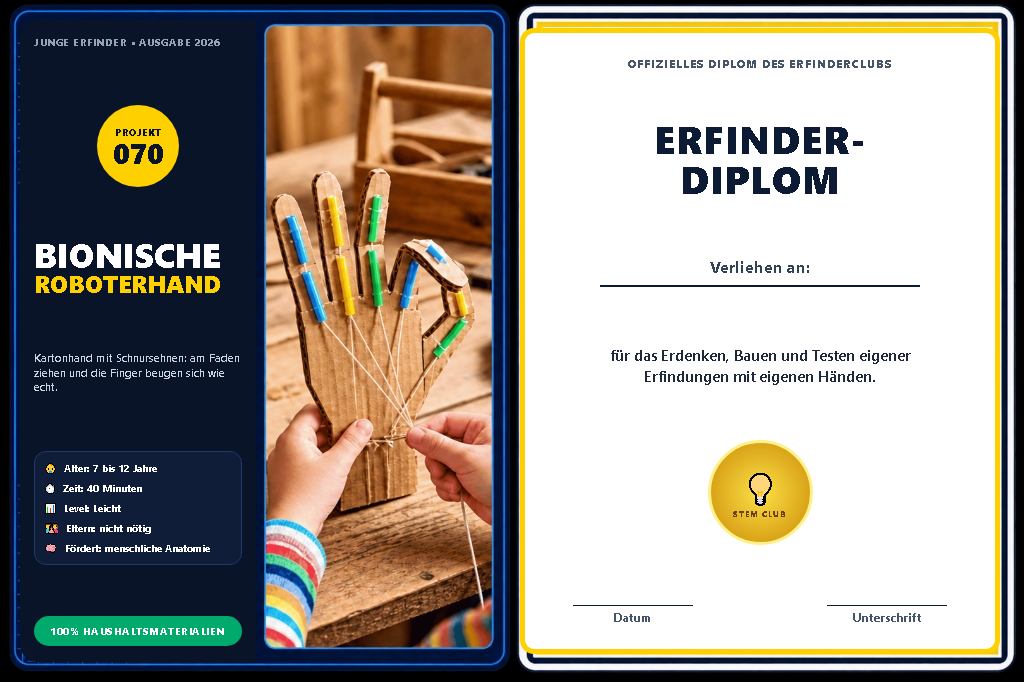 JUNGE ERFINDER • AUSGABE 2026
PROJEKT
070
BIONISCHE
ROBOTERHAND
Kartonhand mit Schnursehnen: am Faden
ziehen und die Finger beugen sich wie
echt.
Alter: 7 bis 12 Jahre
Zeit: 40 Minuten
Level: Leicht
Eltern: nicht nötig
Fördert: menschliche Anatomie
100% HAUSHALTSMATERIALIEN
OFFIZIELLES DIPLOM DES ERFINDERCLUBS
ERFINDER-
DIPLOM
Verliehen an:
für das Erdenken, Bauen und Testen eigener
Erfindungen mit eigenen Händen.
STEM CLUB
Datum
Unterschrift